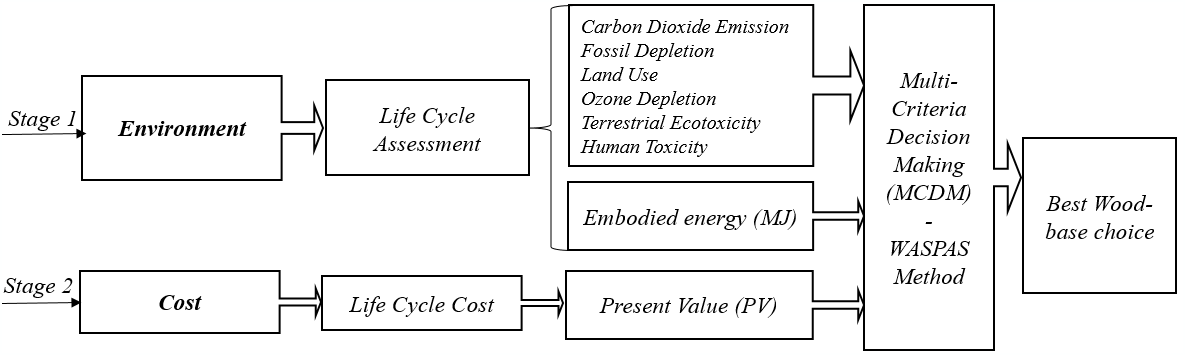 Stage 1
Environment
Life Cycle
Assessment
Carbon Dioxide Emission
Fossil Depletion
Land Use
Ozone Depletion
Terrestrial Ecotoxicity
Human Toxicity
Embodied energy (MJ)
Stage 2
Cost
Life Cycle Cost
Present Value (PV)
Multi-
Criteria
Decision
Making
(MCDM)
-
WASPAS
Method
Best Wood-
base choice